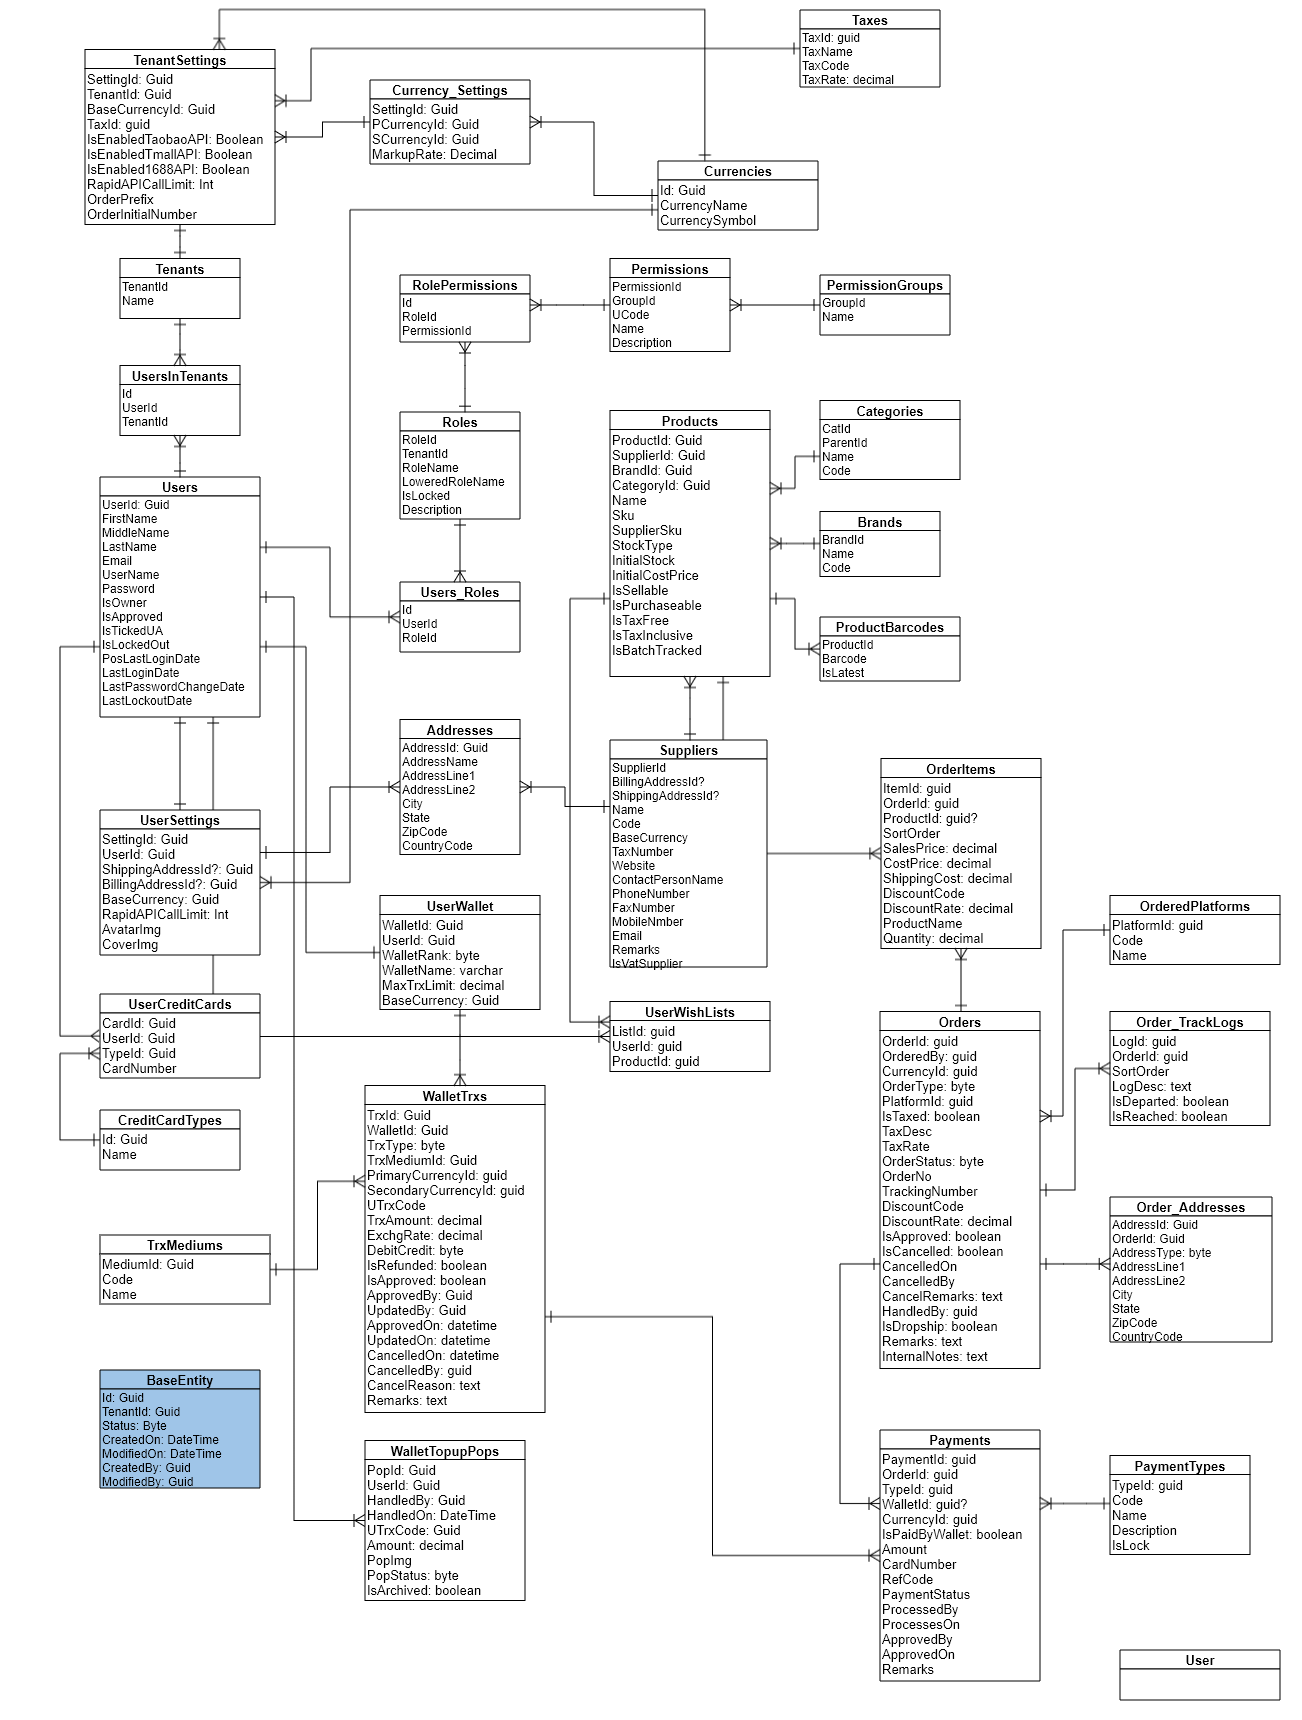 Taxes
TaxId: guid
TaxName
TaxCode
TaxRate: decimal
TenantSettings
SettingId: Guid
TenantId: Guid
BaseCurrencyId: Guid
TaxId: guid
IsEnabledTaobaoAPI: Boolean
IsEnabledTmallAPI: Boolean
IsEnabled1688API: Boolean
RapidAPICallLimit: Int
OrderPrefix
OrderInitialNumber
Currency_Settings
SettingId: Guid
PCurrencyId: Guid
SCurrencyId: Guid
MarkupRate: Decimal
Currencies
Id: Guid
CurrencyName
CurrencySymbol
Tenants
TenantId
Name
RolePermissions
Id
RoleId
PermissionId
Permissions
PermissionId
GroupId
UCode
Name
Description
PermissionGroups
GroupId
Name
UsersInTenants
Id
UserId
TenantId
Roles
RoleId
TenantId
RoleName
LoweredRoleName
IsLocked
Description
Products
ProductId: Guid
SupplierId: Guid
BrandId: Guid
CategoryId: Guid
Name
Sku
SupplierSku
StockType
InitialStock
InitialCostPrice
IsSellable
IsPurchaseable
IsTaxFree
IsTaxInclusive
IsBatchTracked
Categories
CatId
ParentId
Name
Code
Brands
BrandId
Name
Code
ProductBarcodes
ProductId
Barcode
IsLatest
Users
UserId: Guid
FirstName
MiddleName
LastName
Email
UserName
Password
IsOwner
IsApproved
IsTickedUA
IsLockedOut
PosLastLoginDate
LastLoginDate
LastPasswordChangeDate
LastLockoutDate
Users_Roles
Id
UserId
RoleId
Addresses
AddressId: Guid
AddressName
AddressLine1
AddressLine2
City
State
ZipCode
CountryCode
Suppliers
SupplierId
BillingAddressId?
ShippingAddressId?
Name
Code
BaseCurrency
TaxNumber
Website
ContactPersonName
PhoneNumber
FaxNumber
MobileNmber
Email
Remarks
IsVatSupplier
OrderItems
ItemId: guid
OrderId: guid
ProductId: guid?
SortOrder
SalesPrice: decimal
CostPrice: decimal
ShippingCost: decimal
DiscountCode
DiscountRate: decimal
ProductName
Quantity: decimal
UserSettings
SettingId: Guid
UserId: Guid
ShippingAddressId?: Guid
BillingAddressId?: Guid
BaseCurrency: Guid
RapidAPICallLimit: Int
AvatarImg
CoverImg
UserWallet
WalletId: Guid
UserId: Guid
WalletRank: byte
WalletName: varchar
MaxTrxLimit: decimal
BaseCurrency: Guid
OrderedPlatforms
PlatformId: guid
Code
Name
UserCreditCards
CardId: Guid
UserId: Guid
TypeId: Guid
CardNumber
UserWishLists
ListId: guid
UserId: guid
ProductId: guid
Orders
OrderId: guid
OrderedBy: guid
CurrencyId: guid
OrderType: byte
PlatformId: guid
IsTaxed: boolean
TaxDesc
TaxRate
OrderStatus: byte
OrderNo
TrackingNumber
DiscountCode
DiscountRate: decimal
IsApproved: boolean
IsCancelled: boolean
CancelledOn
CancelledBy
CancelRemarks: text
HandledBy: guid
IsDropship: boolean
Remarks: text
InternalNotes: text
Order_TrackLogs
LogId: guid
OrderId: guid
SortOrder
LogDesc: text
IsDeparted: boolean
IsReached: boolean
CreditCardTypes
Id: Guid
Name
WalletTrxs
TrxId: Guid
WalletId: Guid
TrxType: byte
TrxMediumId: Guid
PrimaryCurrencyId: guid
SecondaryCurrencyId: guid
UTrxCode
TrxAmount: decimal
ExchgRate: decimal
DebitCredit: byte
IsRefunded: boolean
IsApproved: boolean
ApprovedBy: Guid
UpdatedBy: Guid
ApprovedOn: datetime
UpdatedOn: datetime
CancelledOn: datetime
CancelledBy: guid
CancelReason: text
Remarks: text
Order_Addresses
AddressId: Guid
OrderId: Guid
AddressType: byte
AddressLine1
AddressLine2
City
State
ZipCode
CountryCode
TrxMediums
MediumId: Guid
Code
Name
BaseEntity
Id: Guid
TenantId: Guid
Status: Byte
CreatedOn: DateTime
ModifiedOn: DateTime
CreatedBy: Guid
ModifiedBy: Guid
WalletTopupPops
PopId: Guid
UserId: Guid
HandledBy: Guid
HandledOn: DateTime
UTrxCode: Guid
Amount: decimal
PopImg
PopStatus: byte
IsArchived: boolean
Payments
PaymentId: guid
OrderId: guid
TypeId: guid
WalletId: guid?
CurrencyId: guid
IsPaidByWallet: boolean
Amount
CardNumber
RefCode
PaymentStatus
ProcessedBy
ProcessesOn
ApprovedBy
ApprovedOn
Remarks
PaymentTypes
TypeId: guid
Code
Name
Description
IsLock
User